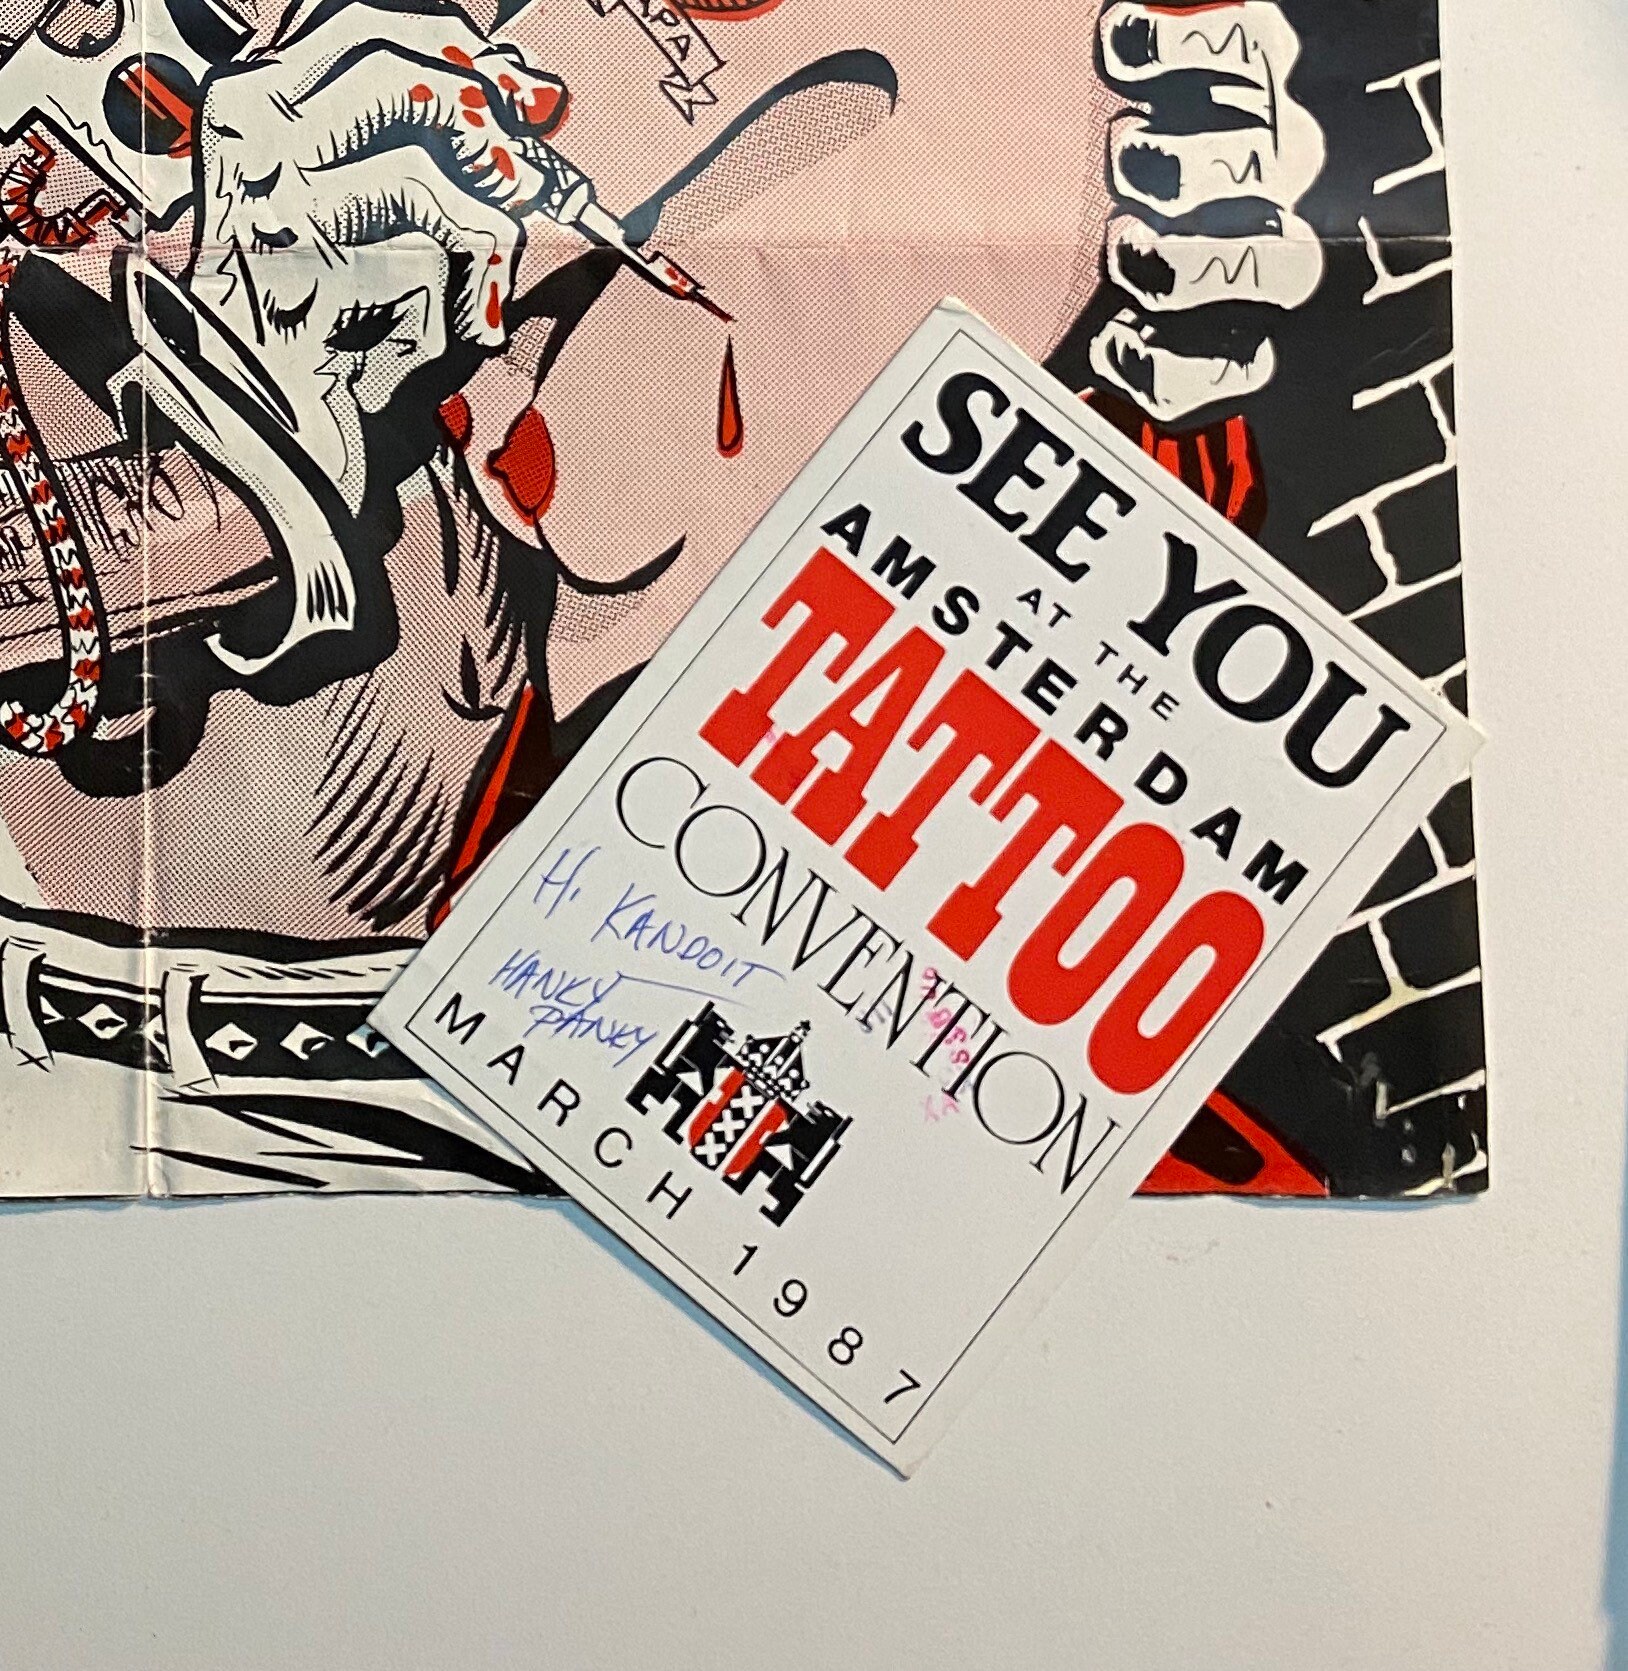 SEE YOU
AT THE
AMSTERDAM
TATTOO
CONVENTION
Hi KANDOIT
HANKY
PANKY
MARCH 1987